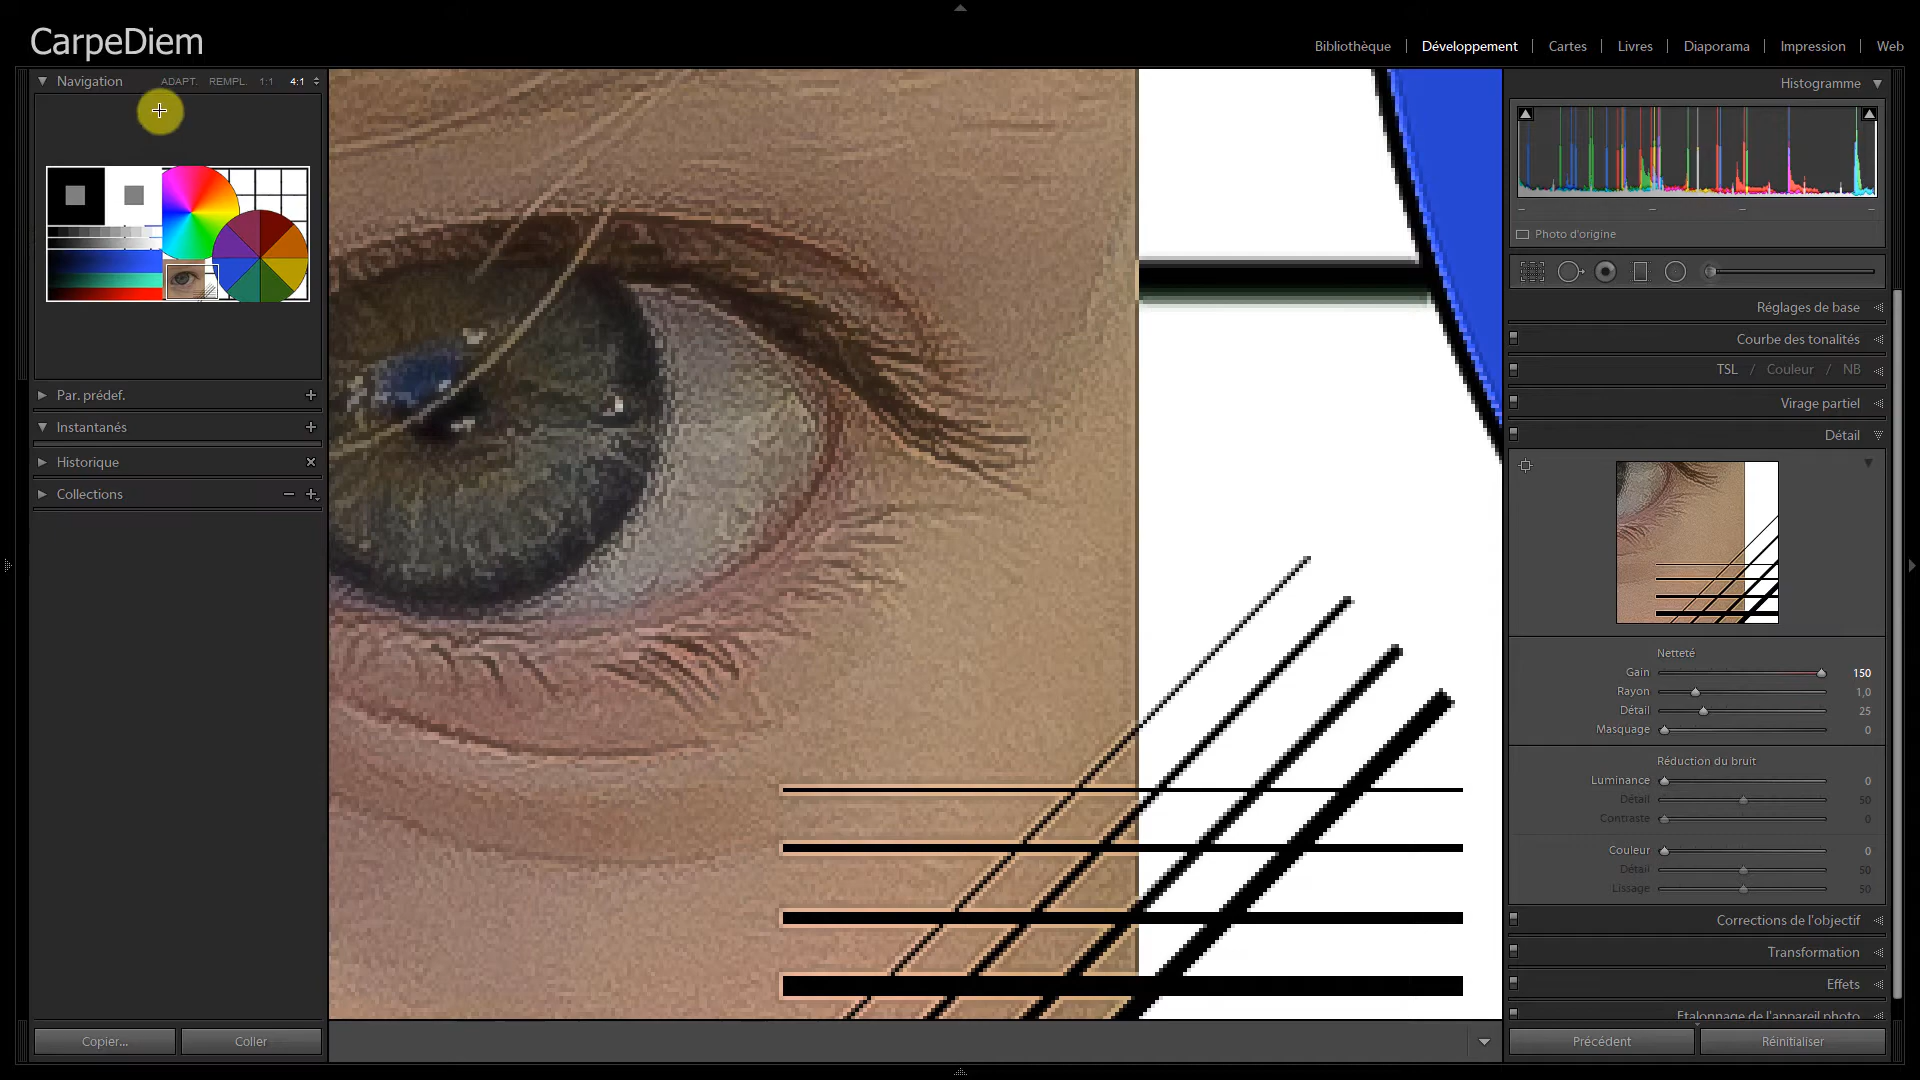 CarpeDiem
Bibliothèque | Développement | Cartes | Livres | Diaporama | Impression | Web
Navigation ADAPT. REMPL. 1:1 4:1
Histogramme
Photo d'origine
Réglages de base
Courbe des tonalités
TSL / Couleur / NB
Par. prédef.
Virage partiel
Instantanés
Détail
Historique
Collections
Netteté
Gain 150
Rayon 1,0
Détail 25
Masquage 0
Réduction du bruit
Luminance 0
Détail 50
Contraste 0
Couleur 0
Détail 50
Lissage 50
Corrections de l'objectif
Transformation
Effets
Etalonnage de l'appareil photo
Copier... Coller
Précédent Réinitialiser